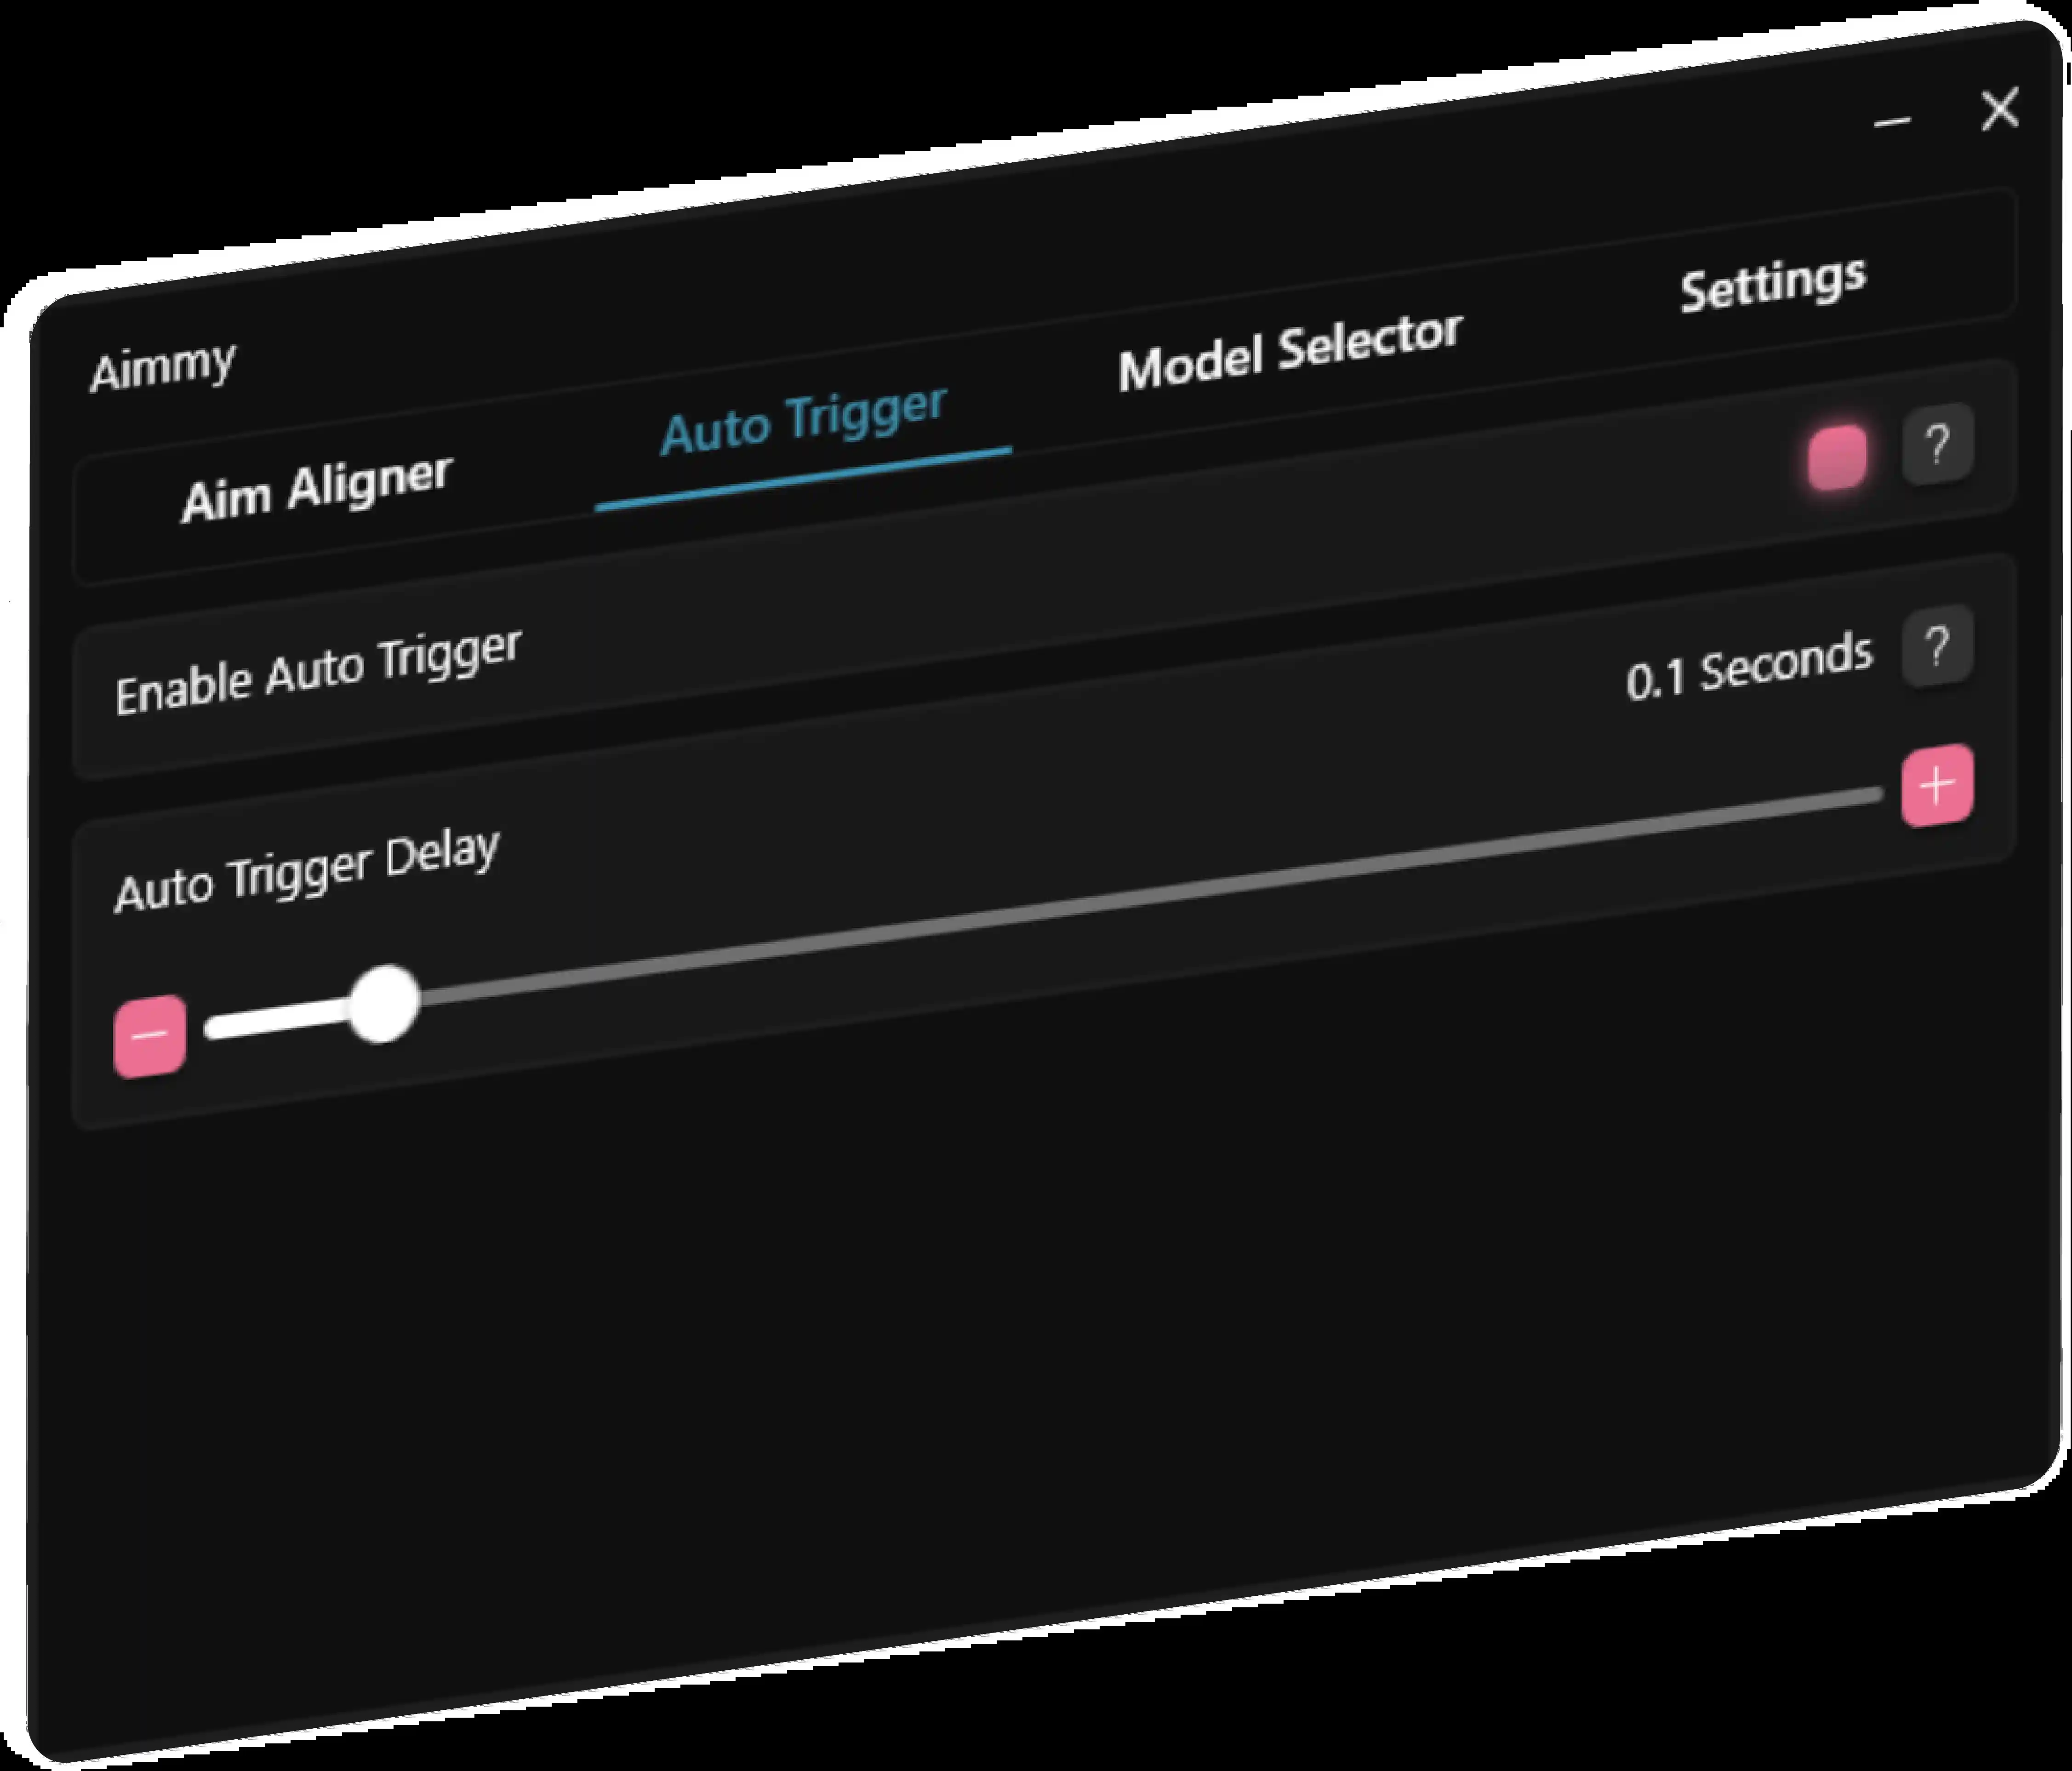 Aimmy
Aim Aligner
Auto Trigger
Model Selector
Settings
Enable Auto Trigger
?
Auto Trigger Delay
0.1 Seconds
?